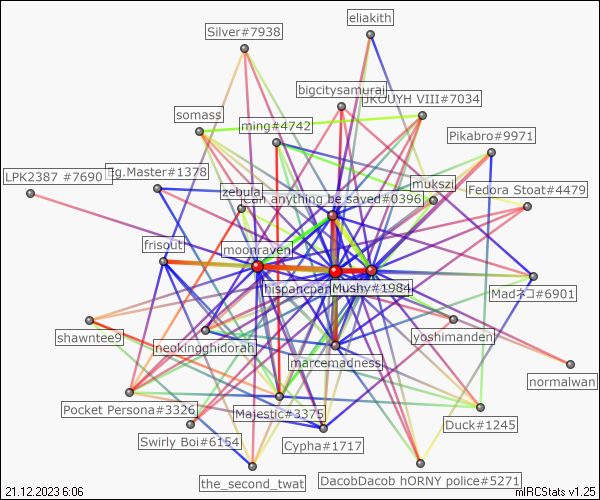 eliakith
Silver#7938
bigcitysamurai
JKOUYH VIII#7034
somass
ming#4742
Pikabro#9971
LPK2387 #7690
Eg.Master#1378
mukszi
zebula
Fedora Stoat#4479
Can anything be saved#0396
frisout
moonraven
hispancpan
Mushy#1984
Madネコ#6901
shawntee9
neokingghidorah
yoshimanden
marcemadness
normalwan
Pocket Persona#3326
Majestic#3375
Duck#1245
Swirly Boi#6154
Cypha#1717
the_second_twat
DacobDacob hORNY police#5271
21.12.2023 6:06
mIRCStats v1.25